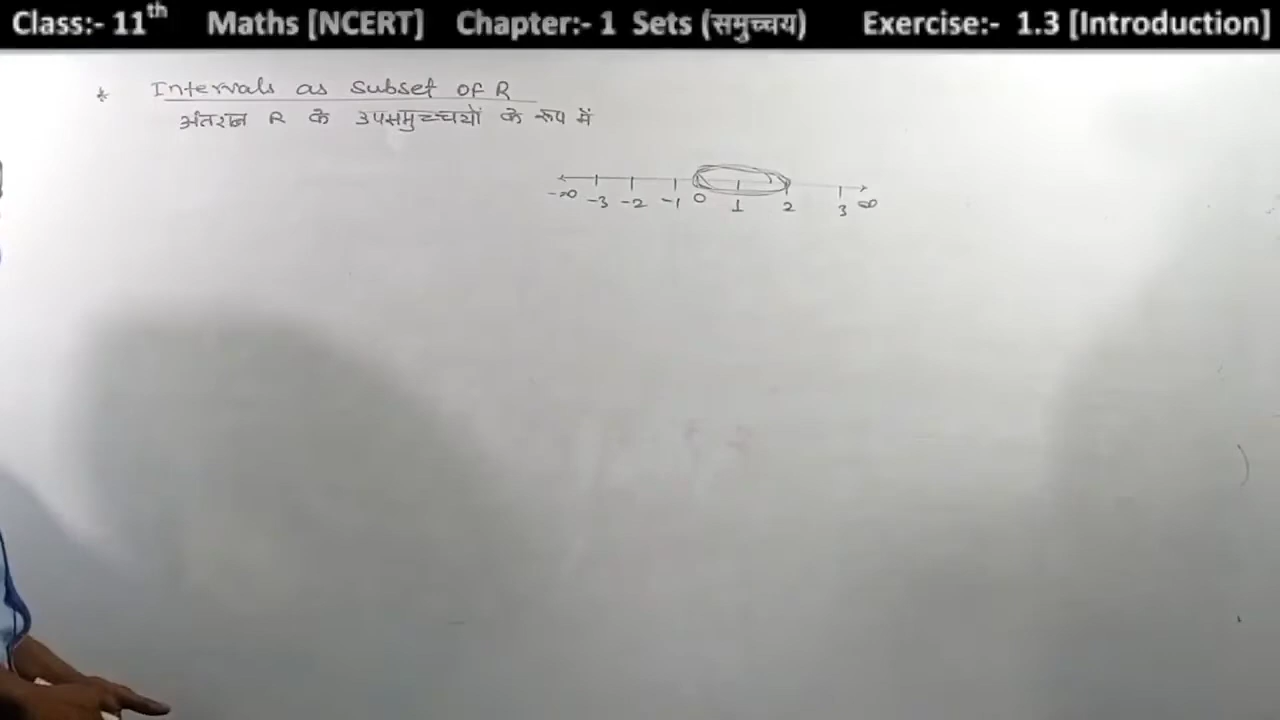 Class:- 11th Maths [NCERT] Chapter:- 1 Sets (समुच्चय) Exercise:- 1.3 [Introduction]
* Intervals as Subset of R
अंतराल R के उपसमुच्चयों के रूप में
-∞ -3 -2 -1 0 1 2 3 ∞